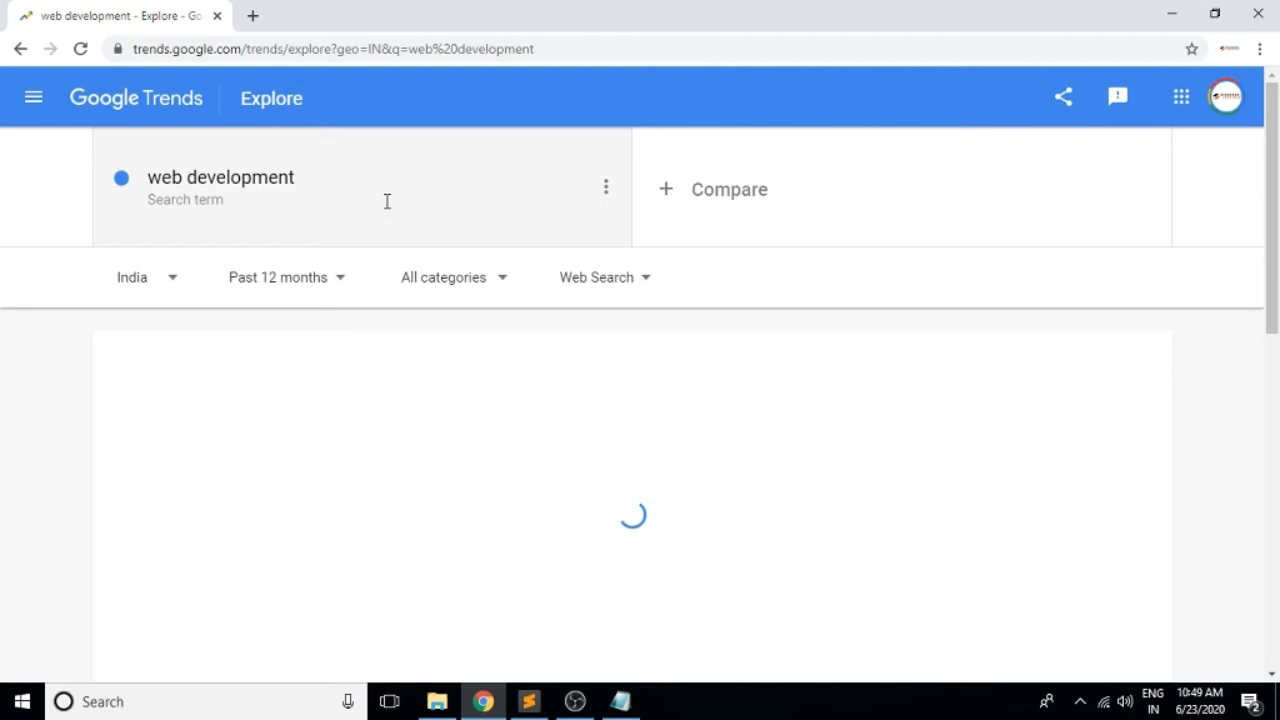 web development - Explore - Go
trends.google.com/trends/explore?geo=IN&q=web%20development
Google Trends
Explore
web development
Search term
+ Compare
India
Past 12 months
All categories
Web Search
Search
ENG
IN
10:49 AM
6/23/2020
2